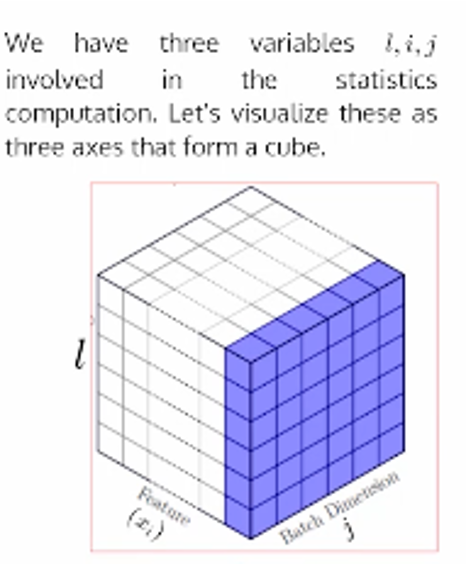 We have three variables l, i, j
involved in the statistics
computation. Let's visualize these as
three axes that form a cube.
l
Feature
(x_i)
Batch Dimension
j